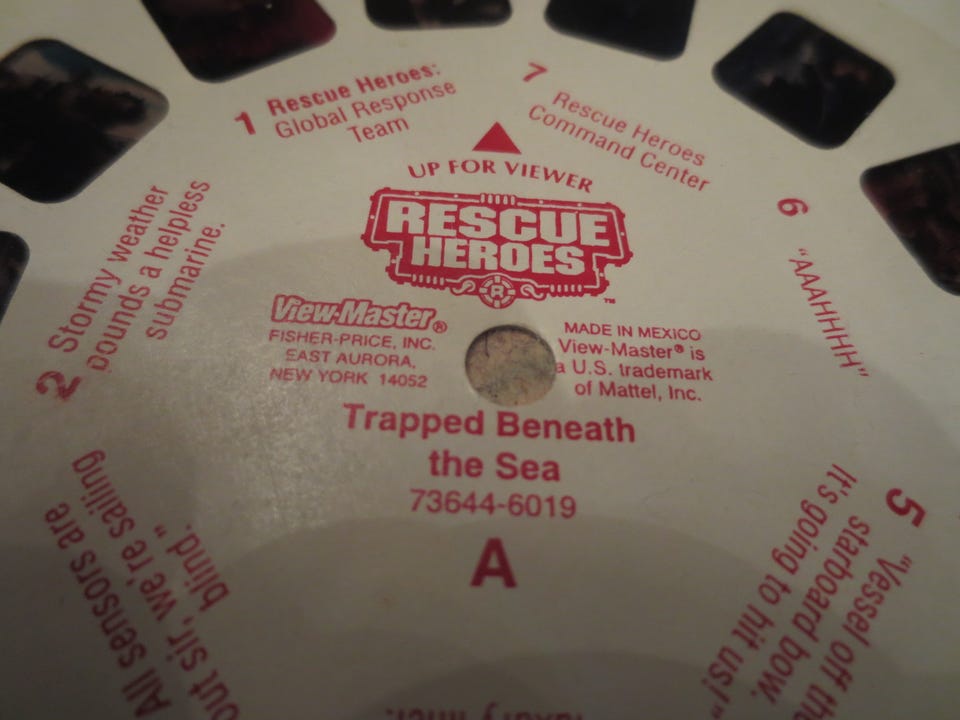 1 Rescue Heroes:
Global Response
Team
7 Rescue Heroes
Command Center
UP FOR VIEWER
RESCUE
HEROES
R
™
View-Master®
FISHER-PRICE, INC.
EAST AURORA,
NEW YORK 14052
MADE IN MEXICO
View-Master® is
a U.S. trademark
of Mattel, Inc.
Trapped Beneath
the Sea
73644-6019
A
2 Stormy weather
pounds a helpless
submarine.
All sensors are
out sir, we're sailing
blind."
5 "Vessel off the
starboard bow.
It's going to hit us!"
6 "AAAHHHH"